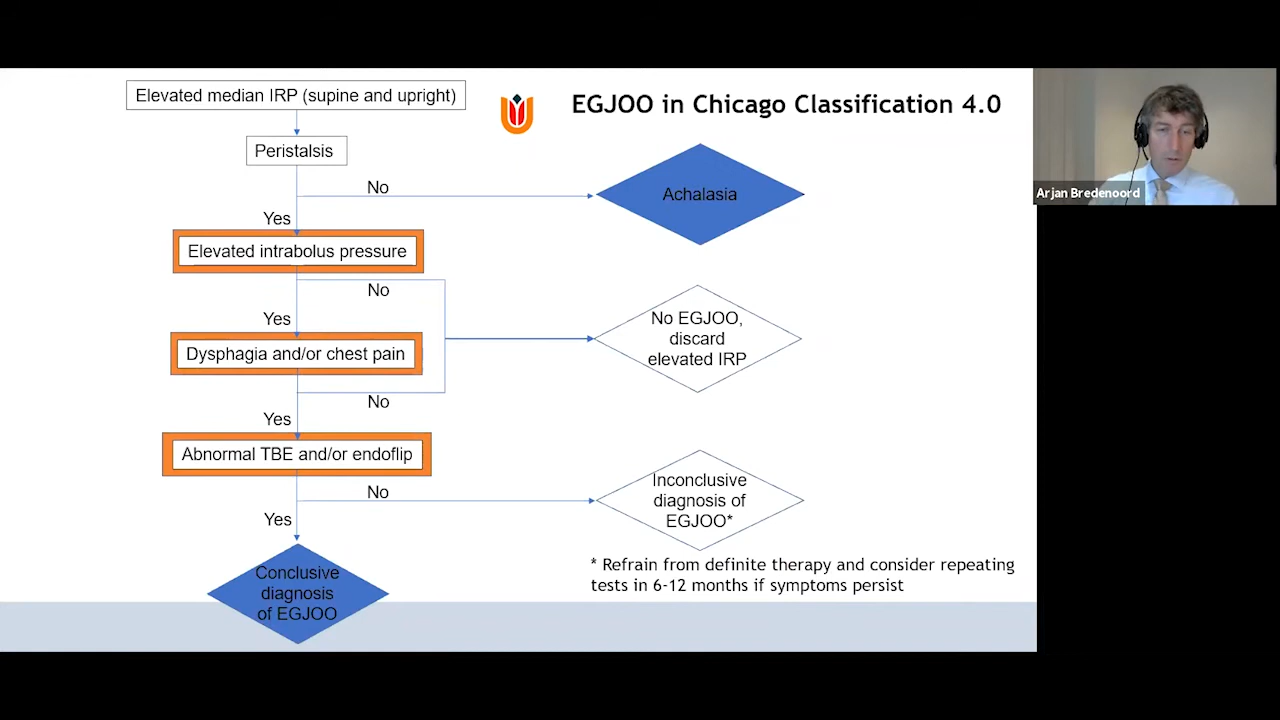 Elevated median IRP (supine and upright)
EGJOO in Chicago Classification 4.0
Peristalsis
No
Achalasia
Arjan Bredenoord
Yes
Elevated intrabolus pressure
No
Yes
No EGJOO,
discard
elevated IRP
Dysphagia and/or chest pain
No
Yes
Abnormal TBE and/or endoflip
No
Inconclusive
diagnosis of
EGJOO*
Yes
* Refrain from definite therapy and consider repeating
tests in 6-12 months if symptoms persist
Conclusive
diagnosis
of EGJOO